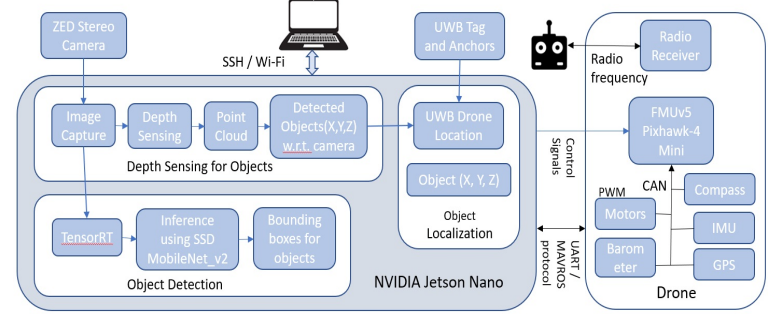 ZED Stereo
Camera
SSH / Wi-Fi
UWB Tag
and Anchors
Radio
Receiver
Radio
frequency
Image
Capture
Depth
Sensing
Point
Cloud
Detected
Objects(X,Y,Z)
w.r.t. camera
Depth Sensing for Objects
UWB Drone
Location
Object (X, Y, Z)
Object
Localization
TensorRT
Inference
using SSD
MobileNet_v2
Bounding
boxes for
objects
Object Detection
NVIDIA Jetson Nano
Control
Signals
UART /
MAVROS
protocol
FMUv5
Pixhawk-4
Mini
CAN
PWM
Motors
Compass
IMU
Barom
eter
GPS
Drone